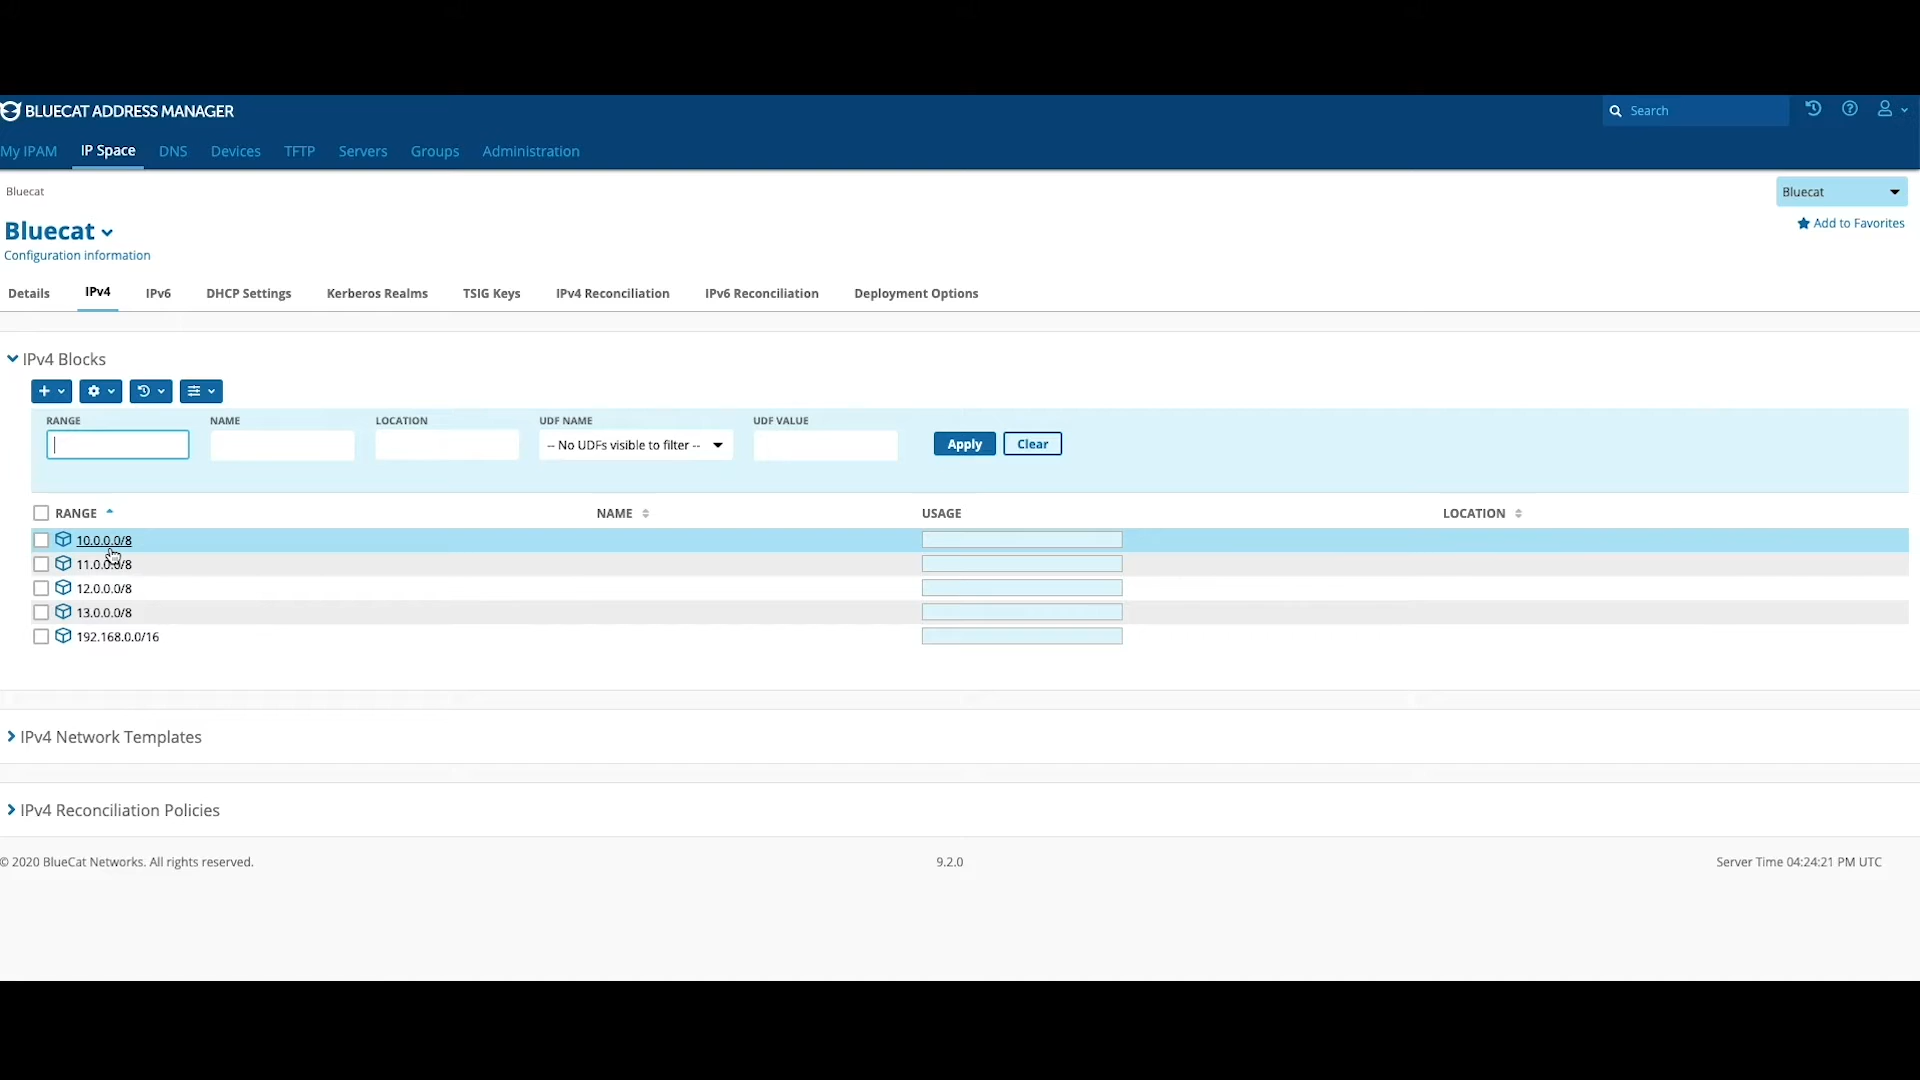 BLUECAT ADDRESS MANAGER
Search
My IPAM IP Space DNS Devices TFTP Servers Groups Administration
Bluecat
Bluecat
Bluecat
Add to Favorites
Configuration information
Details IPv4 IPv6 DHCP Settings Kerberos Realms TSIG Keys IPv4 Reconciliation IPv6 Reconciliation Deployment Options
IPv4 Blocks
RANGE NAME LOCATION UDF NAME UDF VALUE
-- No UDFs visible to filter -- Apply Clear
RANGE NAME USAGE LOCATION
10.0.0.0/8
11.0.0.0/8
12.0.0.0/8
13.0.0.0/8
192.168.0.0/16
IPv4 Network Templates
IPv4 Reconciliation Policies
© 2020 BlueCat Networks. All rights reserved. 9.2.0 Server Time 04:24:21 PM UTC